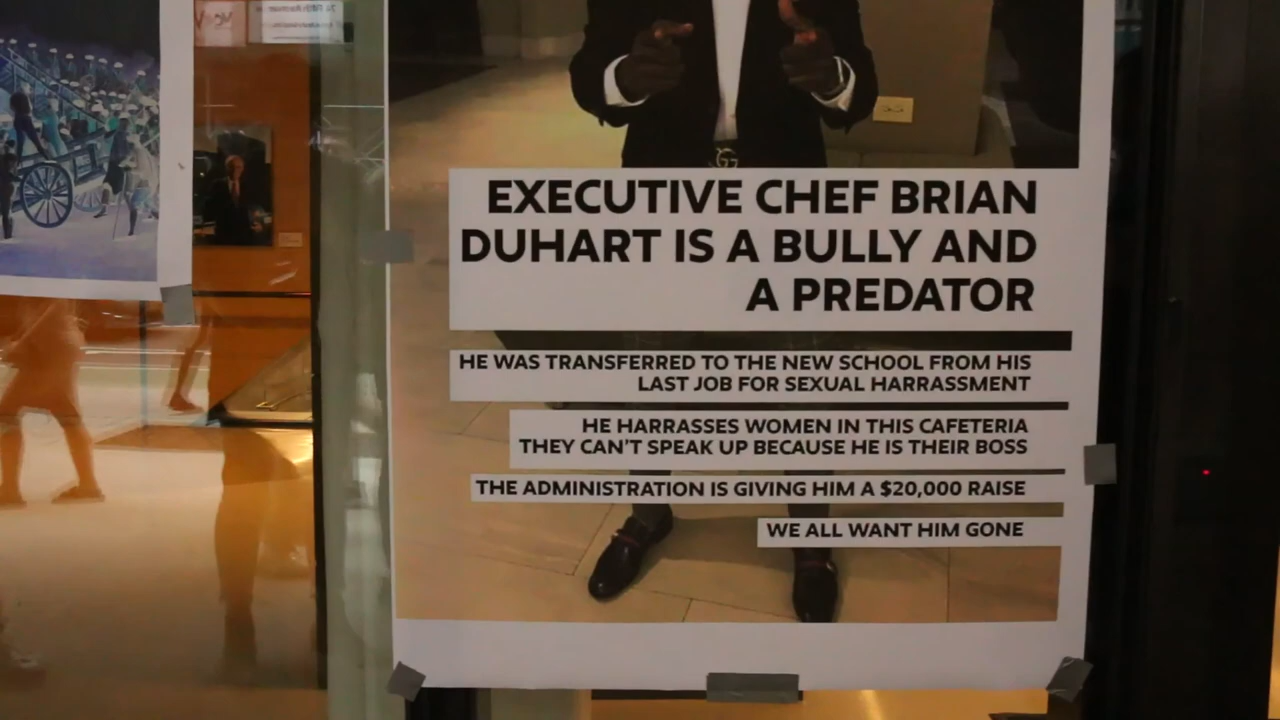 EXECUTIVE CHEF BRIAN
DUHART IS A BULLY AND
A PREDATOR
HE WAS TRANSFERRED TO THE NEW SCHOOL FROM HIS
LAST JOB FOR SEXUAL HARRASSMENT
HE HARRASSES WOMEN IN THIS CAFETERIA
THEY CAN'T SPEAK UP BECAUSE HE IS THEIR BOSS
THE ADMINISTRATION IS GIVING HIM A $20,000 RAISE
WE ALL WANT HIM GONE